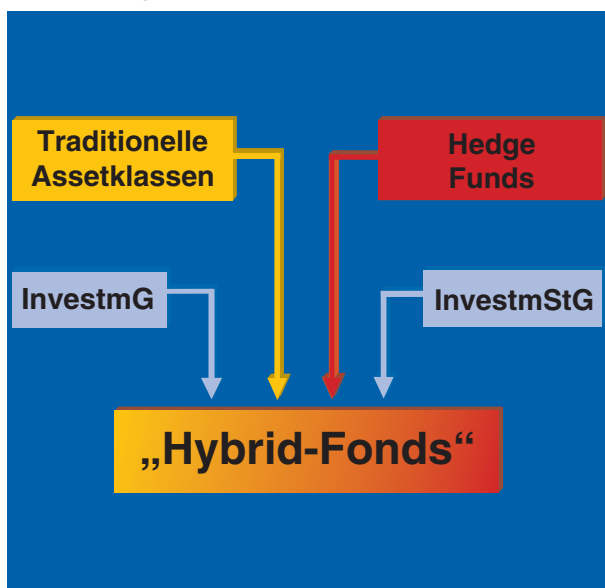 Traditionelle
Assetklassen
Hedge
Funds
InvestmG
InvestmStG
„Hybrid-Fonds“